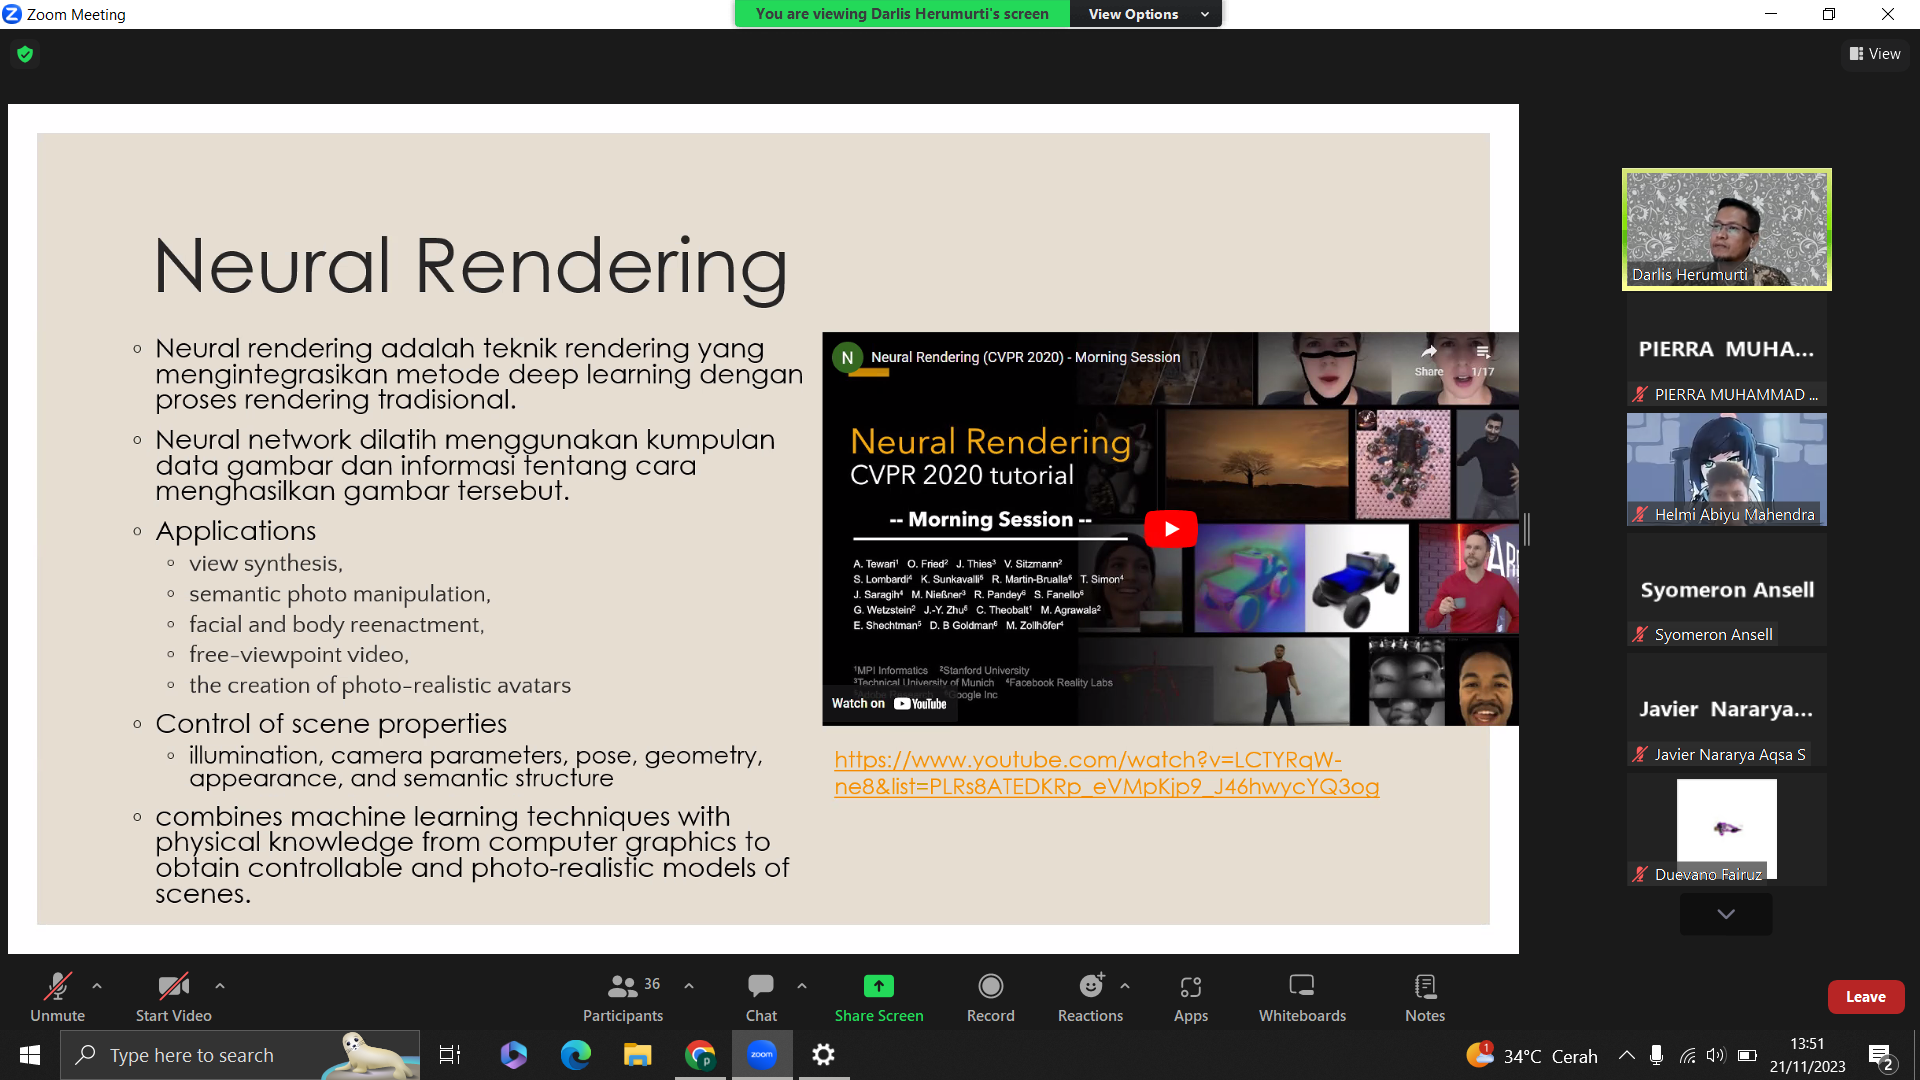 Zoom Meeting
You are viewing Darlis Herumurti's screen
View Options
View
Neural Rendering
Neural rendering adalah teknik rendering yang
mengintegrasikan metode deep learning dengan
proses rendering tradisional.
Neural network dilatih menggunakan kumpulan
data gambar dan informasi tentang cara
menghasilkan gambar tersebut.
Applications
view synthesis,
semantic photo manipulation,
facial and body reenactment,
free-viewpoint video,
the creation of photo-realistic avatars
Control of scene properties
illumination, camera parameters, pose, geometry,
appearance, and semantic structure
combines machine learning techniques with
physical knowledge from computer graphics to
obtain controllable and photo-realistic models of
scenes.
N
Neural Rendering (CVPR 2020) - Morning Session
Share
1/17
Neural Rendering
CVPR 2020 tutorial
-- Morning Session --
A. Tewari¹ O. Fried² J. Thies³ V. Sitzmann²
S. Lombardi⁴ K. Sunkavalli⁵ R. Martin-Brualla⁶ T. Simon⁴
J. Saragih⁴ M. Nießner³ R. Pandey⁶ S. Fanello⁶
G. Wetzstein² J.-Y. Zhu⁵ C. Theobalt¹ M. Agrawala²
E. Shechtman⁵ D. B Goldman⁶ M. Zollhöfer⁴
¹MPI Informatics ²Stanford University
³Technical University of Munich ⁴Facebook Reality Labs
⁵Adobe Research ⁶Google Inc
Watch on YouTube
https://www.youtube.com/watch?v=LCTYRqW-
ne8&list=PLRs8ATEDKRp_eVMpKjp9_J46hwycYQ3og
Darlis Herumurti
PIERRA MUHA...
PIERRA MUHAMMAD ...
Helmi Abiyu Mahendra
Syomeron Ansell
Syomeron Ansell
Javier Nararya...
Javier Nararya Aqsa S
Duevano Fairuz
Unmute
Start Video
36
Participants
Chat
Share Screen
Record
Reactions
Apps
Whiteboards
Notes
Leave
Type here to search
zoom
1
34°C Cerah
13:51
21/11/2023
2